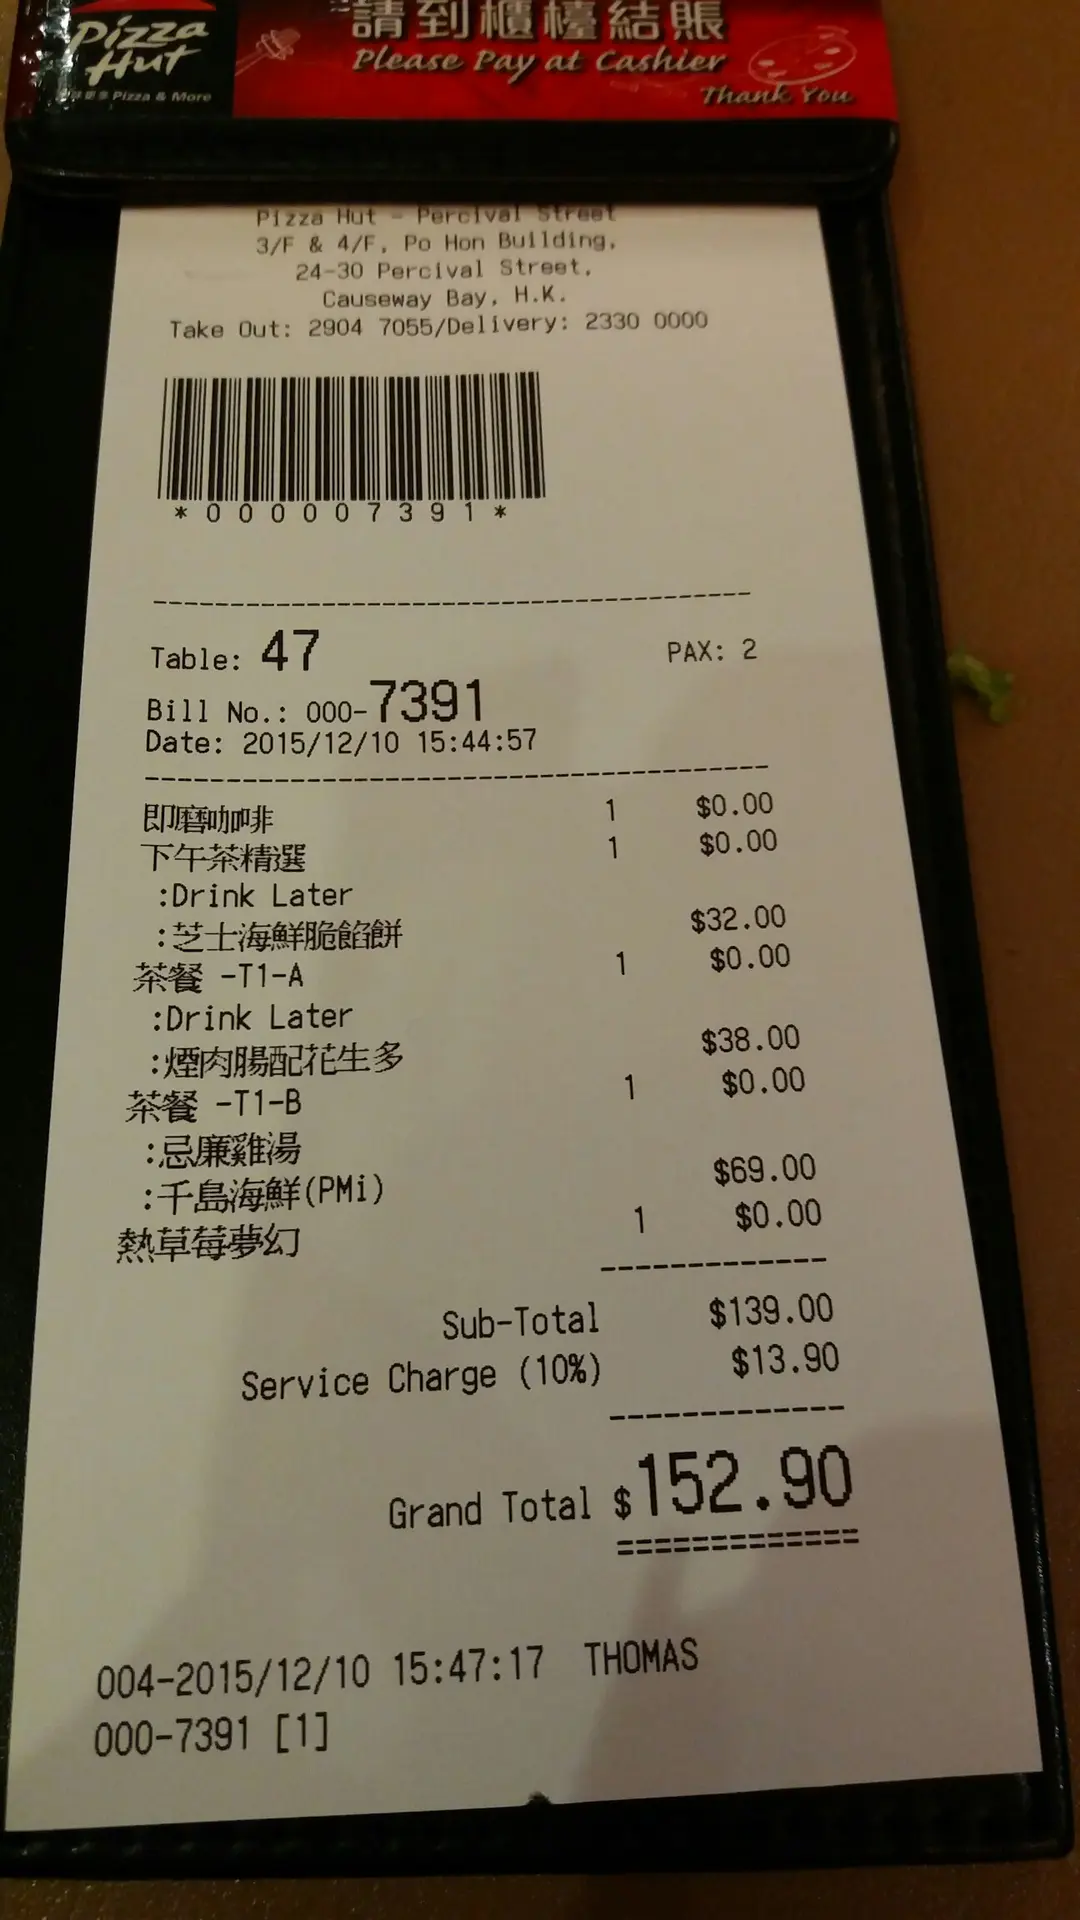 請到櫃檯結賬
Pizza Hut
Please Pay at Cashier
Pizza & More
Thank You
Pizza Hut - Percival Street
3/F & 4/F, Po Hon Building,
24-30 Percival Street,
Causeway Bay, H.K.
Take Out: 2904 7055/Delivery: 2330 0000
*000007391*
Table: 47 PAX: 2
Bill No.: 000-7391
Date: 2015/12/10 15:44:57
即磨咖啡 1 $0.00
下午茶精選 1 $0.00
:Drink Later
:芝士海鮮脆餡餅 $32.00
茶餐 -T1-A 1 $0.00
:Drink Later
:煙肉腸配花生多 $38.00
茶餐 -T1-B 1 $0.00
:忌廉雞湯
:千島海鮮(PMi) $69.00
熱草莓夢幻 1 $0.00
Sub-Total $139.00
Service Charge (10%) $13.90
Grand Total $152.90
004-2015/12/10 15:47:17 THOMAS
000-7391 [1]